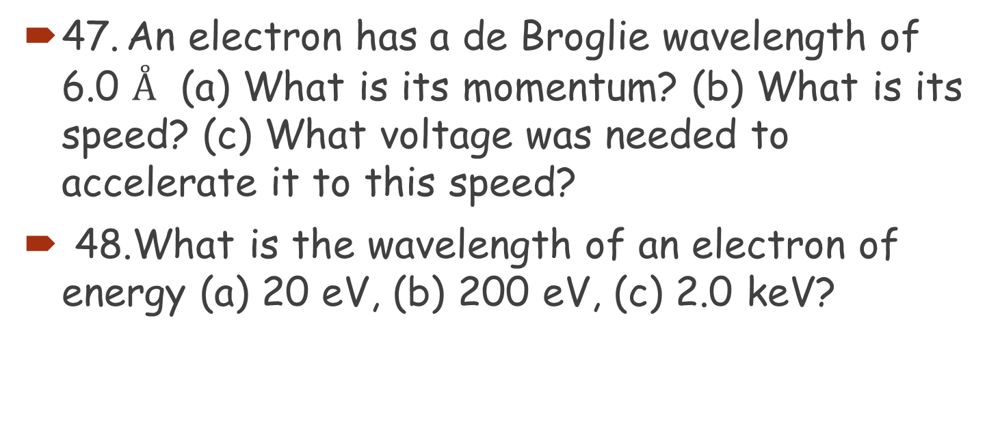 47. An electron has a de Broglie wavelength of
6.0 Å (a) What is its momentum? (b) What is its
speed? (c) What voltage was needed to
accelerate it to this speed?
48.What is the wavelength of an electron of
energy (a) 20 eV, (b) 200 eV, (c) 2.0 keV?